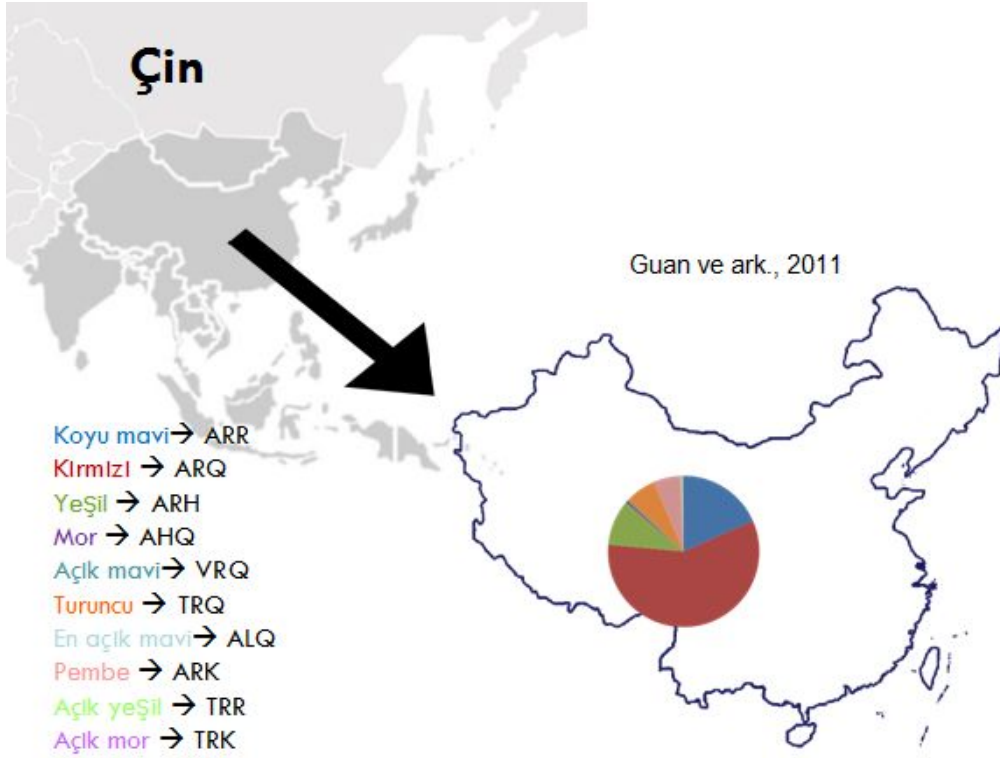 Çin
Guan ve ark., 2011
Koyu mavi→ ARR
Kırmızı → ARQ
Yeşil → ARH
Mor → AHQ
Açık mavi→ VRQ
Turuncu → TRQ
En açık mavi→ ALQ
Pembe → ARK
Açık yeşil → TRR
Açık mor → TRK